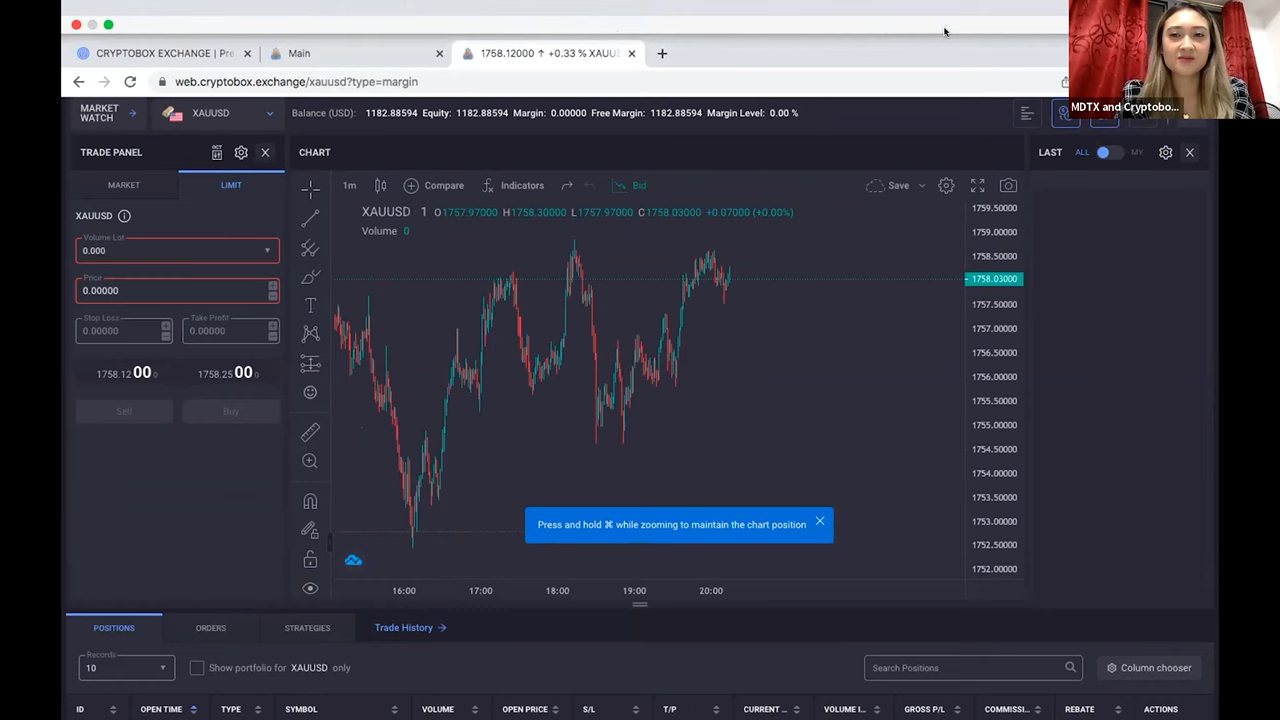 CRYPTOBOX EXCHANGE | Pre
Main
1758.12000 ↑ +0.33 % XAUU
web.cryptobox.exchange/xauusd?type=margin
MDTX and Cryptobo...
MARKET
WATCH
XAUUSD
Balance (USD): 1182.88594 Equity: 1182.88594 Margin: 0.00000 Free Margin: 1182.88594 Margin Level: 0.00 %
TRADE PANEL
CHART
LAST
ALL
MY
MARKET
LIMIT
1m
Compare
Indicators
Bid
Save
XAUUSD
Volume Lot
0.000
Price
0.00000
Stop Loss
0.00000
Take Profit
0.00000
1758.12 00 0
1758.25 00 0
Sell
Buy
XAUUSD 1 O1757.97000 H1758.30000 L1757.97000 C1758.03000 +0.07000 (+0.00%)
Volume 0
1759.50000
1759.00000
1758.50000
1758.03000
1757.50000
1757.00000
1756.50000
1756.00000
1755.50000
1755.00000
1754.50000
1754.00000
1753.50000
1753.00000
1752.50000
1752.00000
Press and hold ⌘ while zooming to maintain the chart position
16:00
17:00
18:00
19:00
20:00
POSITIONS
ORDERS
STRATEGIES
Trade History
Records
10
Show portfolio for XAUUSD only
Search Positions
Column chooser
ID
OPEN TIME
TYPE
SYMBOL
VOLUME
OPEN PRICE
S/L
T/P
CURRENT ...
VOLUME I...
GROSS P/L
COMMISSI...
REBATE
ACTIONS